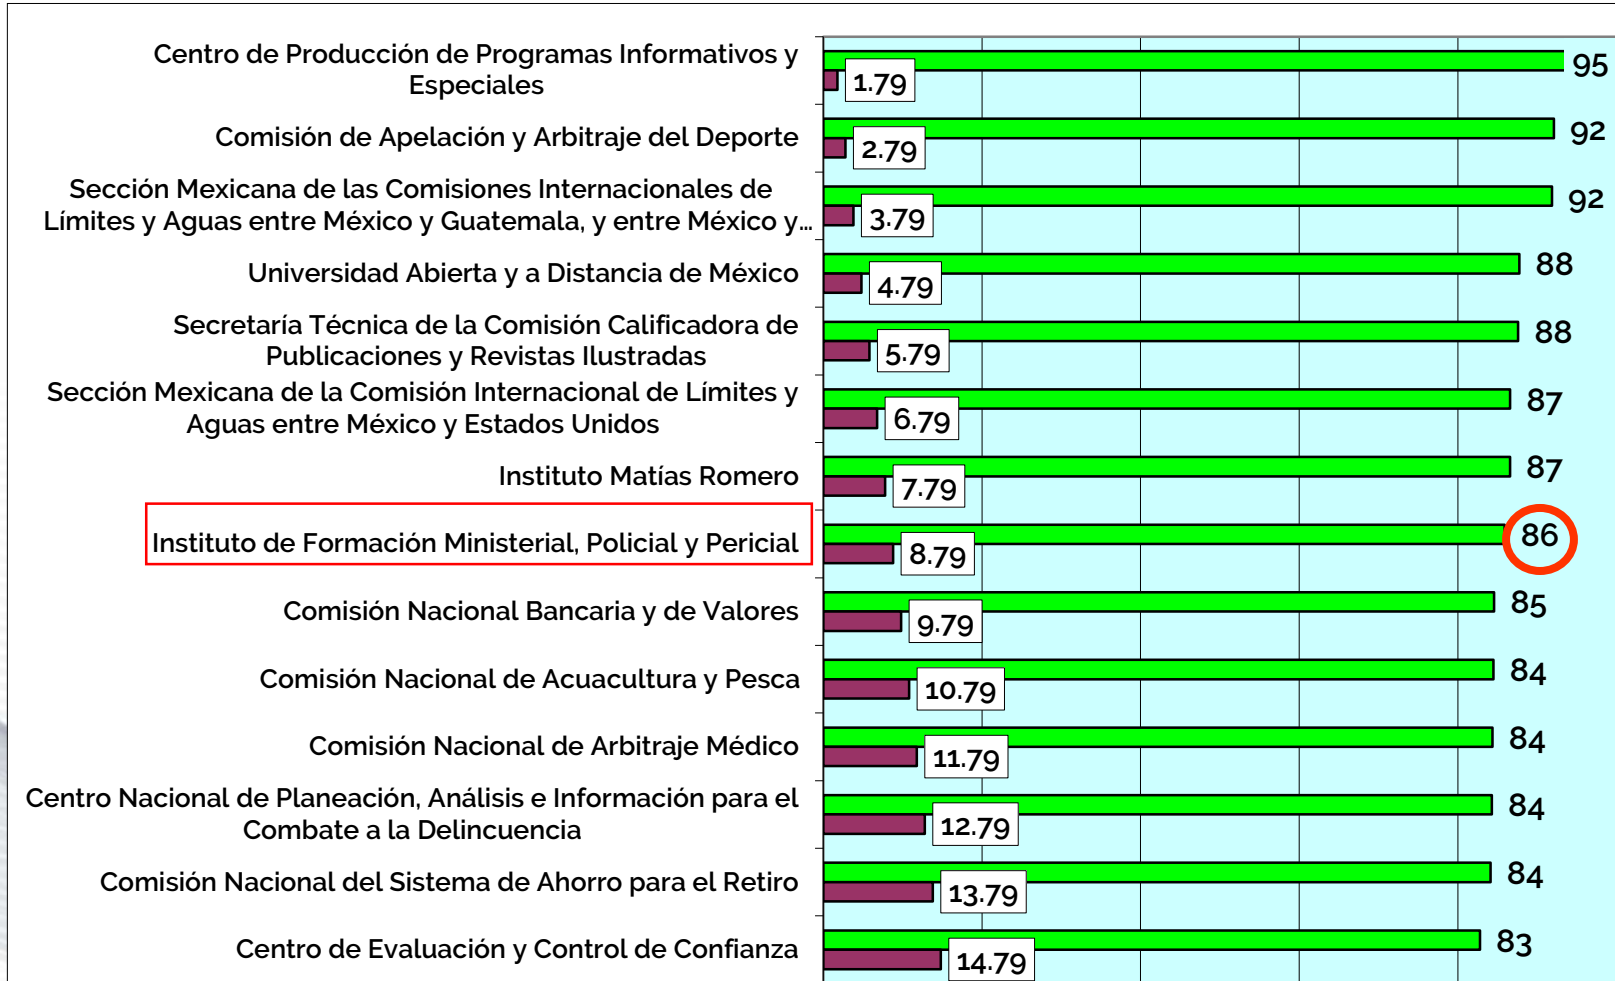 Centro de Producción de Programas Informativos y
Especiales
95
1.79
Comisión de Apelación y Arbitraje del Deporte
92
2.79
Sección Mexicana de las Comisiones Internacionales de
Límites y Aguas entre México y Guatemala, y entre México y...
92
3.79
Universidad Abierta y a Distancia de México
88
4.79
Secretaría Técnica de la Comisión Calificadora de
Publicaciones y Revistas Ilustradas
88
5.79
Sección Mexicana de la Comisión Internacional de Límites y
Aguas entre México y Estados Unidos
87
6.79
Instituto Matías Romero
87
7.79
Instituto de Formación Ministerial, Policial y Pericial
86
8.79
Comisión Nacional Bancaria y de Valores
85
9.79
Comisión Nacional de Acuacultura y Pesca
84
10.79
Comisión Nacional de Arbitraje Médico
84
11.79
Centro Nacional de Planeación, Análisis e Información para el
Combate a la Delincuencia
84
12.79
Comisión Nacional del Sistema de Ahorro para el Retiro
84
13.79
Centro de Evaluación y Control de Confianza
83
14.79